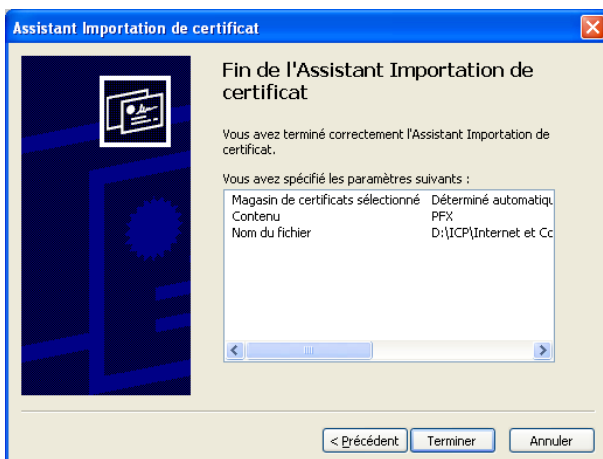 Assistant Importation de certificat
Fin de l'Assistant Importation de
certificat
Vous avez terminé correctement l'Assistant Importation de
certificat.
Vous avez spécifié les paramètres suivants :
Magasin de certificats sélectionné Déterminé automatiqu
Contenu PFX
Nom du fichier D:\ICP\Internet et Cc
< Précédent Terminer Annuler